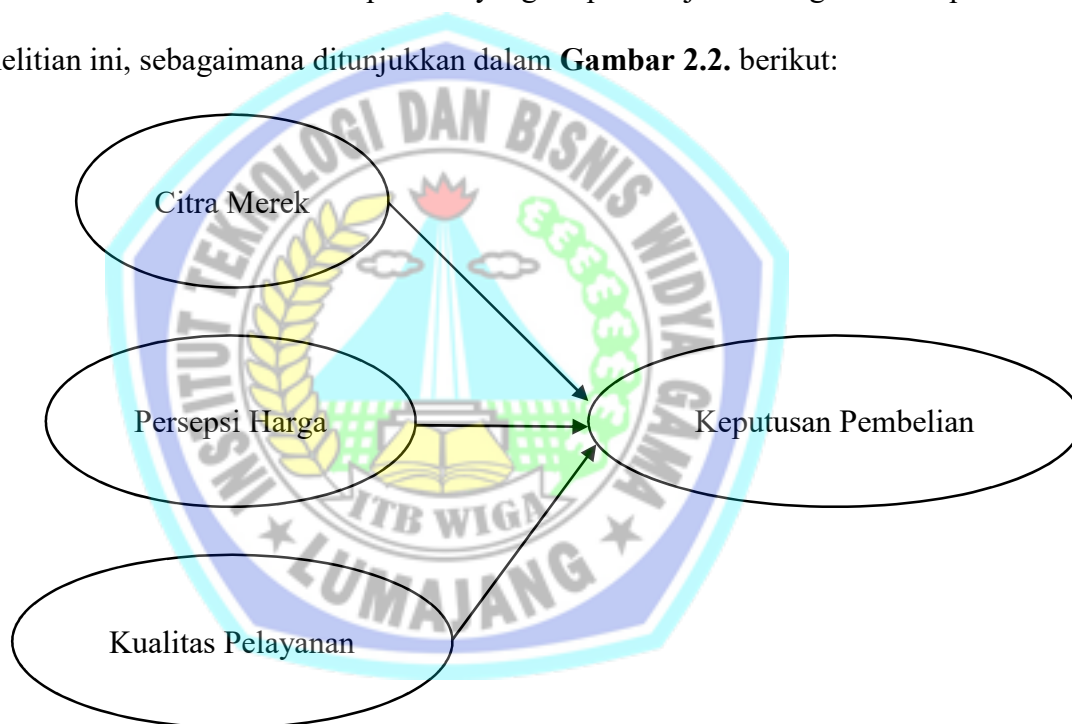 yang
elitian ini, sebagaimana ditunjukkan dalam Gambar 2.2. berikut:
INSTITUT TEKNOLOGI DAN BISNIS WIDYA GAMA
Citra Merek
Persepsi Harga
Keputusan Pembelian
ITB WIGA
LUMAJANG
Kualitas Pelayanan